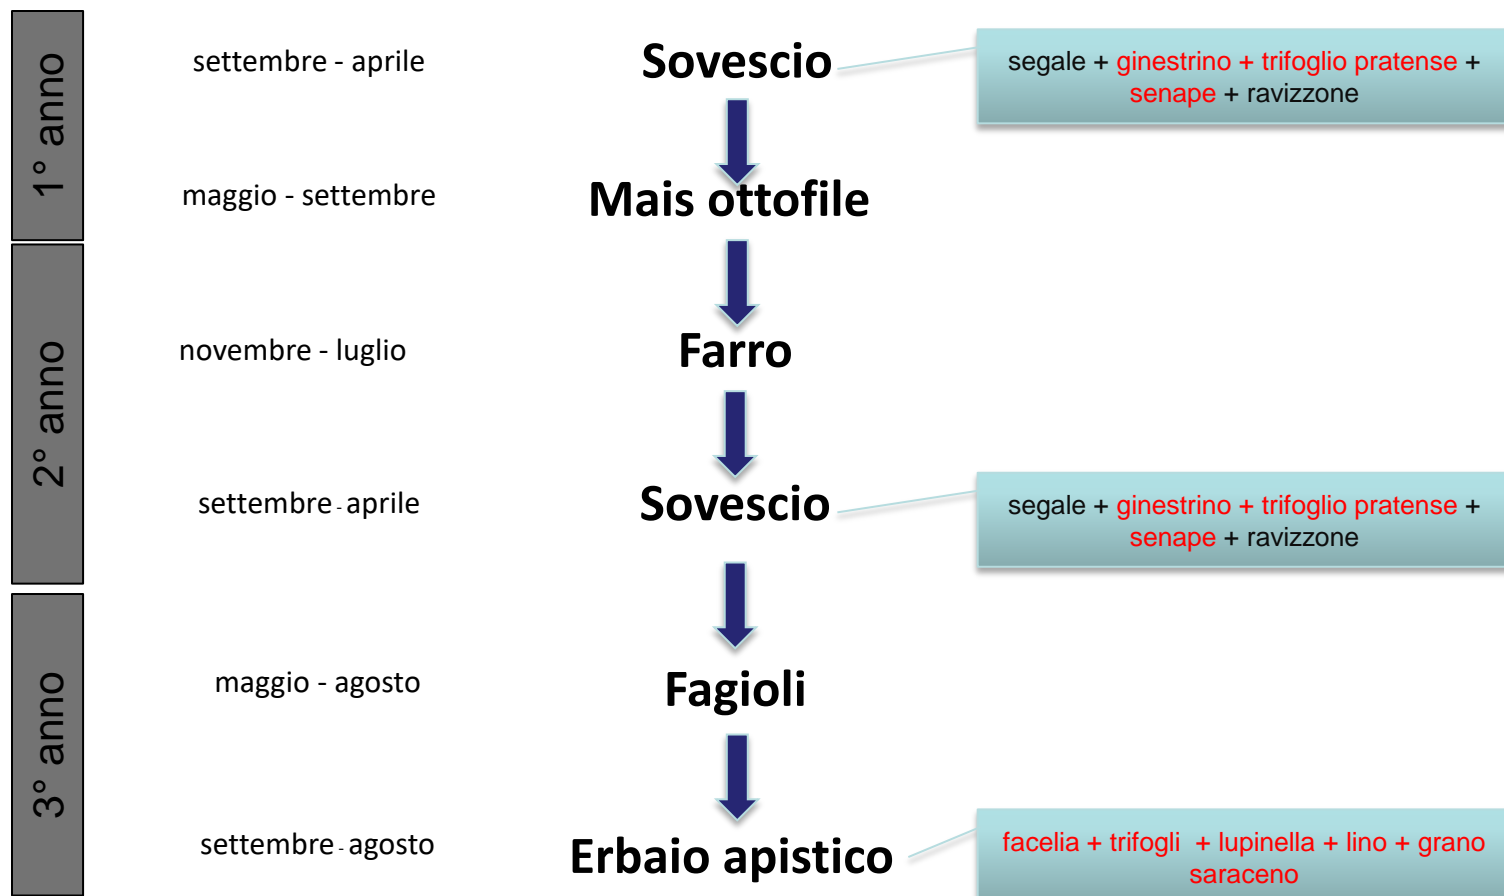 1° anno
settembre - aprile
Sovescio
segale + ginestrino + trifoglio pratense +
senape + ravizzone
maggio - settembre
Mais ottofile
2° anno
novembre - luglio
Farro
settembre - aprile
Sovescio
segale + ginestrino + trifoglio pratense +
senape + ravizzone
3° anno
maggio - agosto
Fagioli
settembre - agosto
Erbaio apistico
facelia + trifogli + lupinella + lino + grano
saraceno